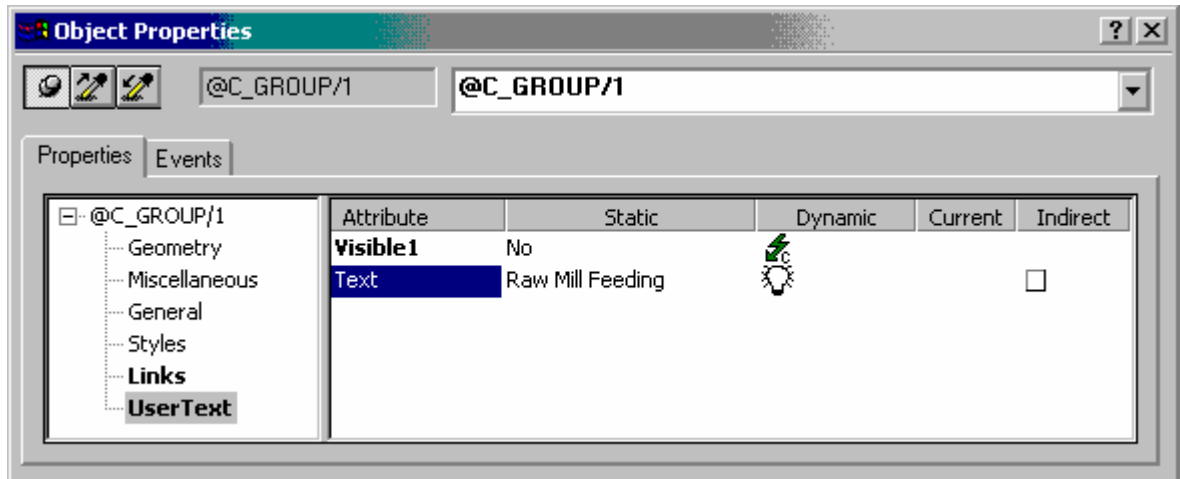 Object Properties
@C_GROUP/1 @C_GROUP/1
Properties Events
@C_GROUP/1 Attribute Static Dynamic Current Indirect
Geometry Visible1 No C
Miscellaneous Text Raw Mill Feeding
General
Styles
Links
UserText